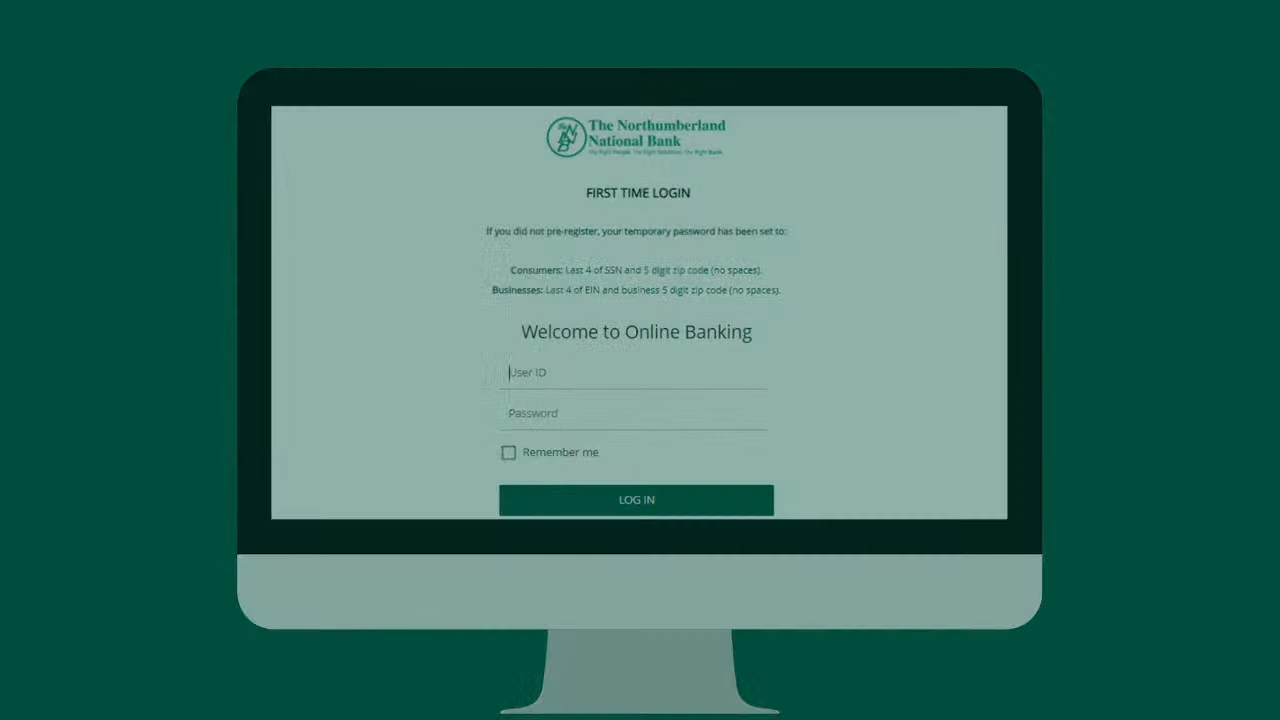 The Northumberland
National Bank
The Right People. The Right Solutions. The Right Bank.
FIRST TIME LOGIN
If you did not pre-register, your temporary password has been set to:
Consumers: Last 4 of SSN and 5 digit zip code (no spaces).
Businesses: Last 4 of EIN and business 5 digit zip code (no spaces).
Welcome to Online Banking
User ID
Password
Remember me
LOG IN